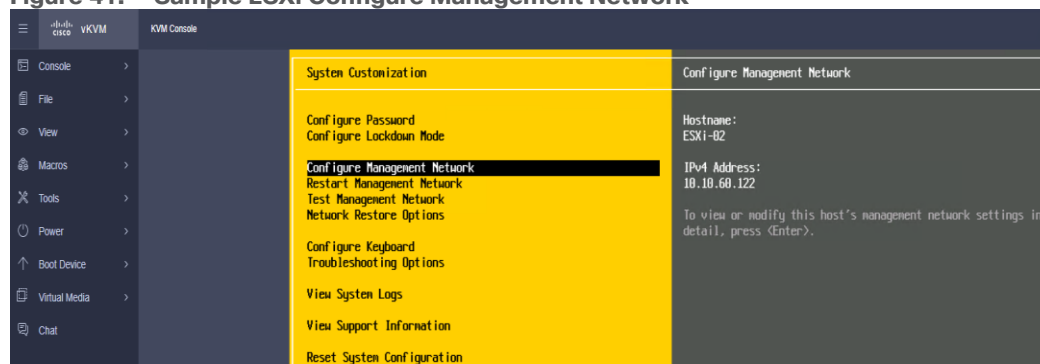 Figure 41. Sample ESXi Configure Management Network
cisco vKVM
KVM Console
Console
File
View
Macros
Tools
Power
Boot Device
Virtual Media
Chat
System Customization
Configure Password
Configure Lockdown Mode
Configure Management Network
Restart Management Network
Test Management Network
Network Restore Options
Configure Keyboard
Troubleshooting Options
View System Logs
View Support Information
Reset System Configuration
Configure Management Network
Hostname:
ESXi-02
IPv4 Address:
10.10.60.122
To view or modify this host's management network settings in
detail, press <Enter>.